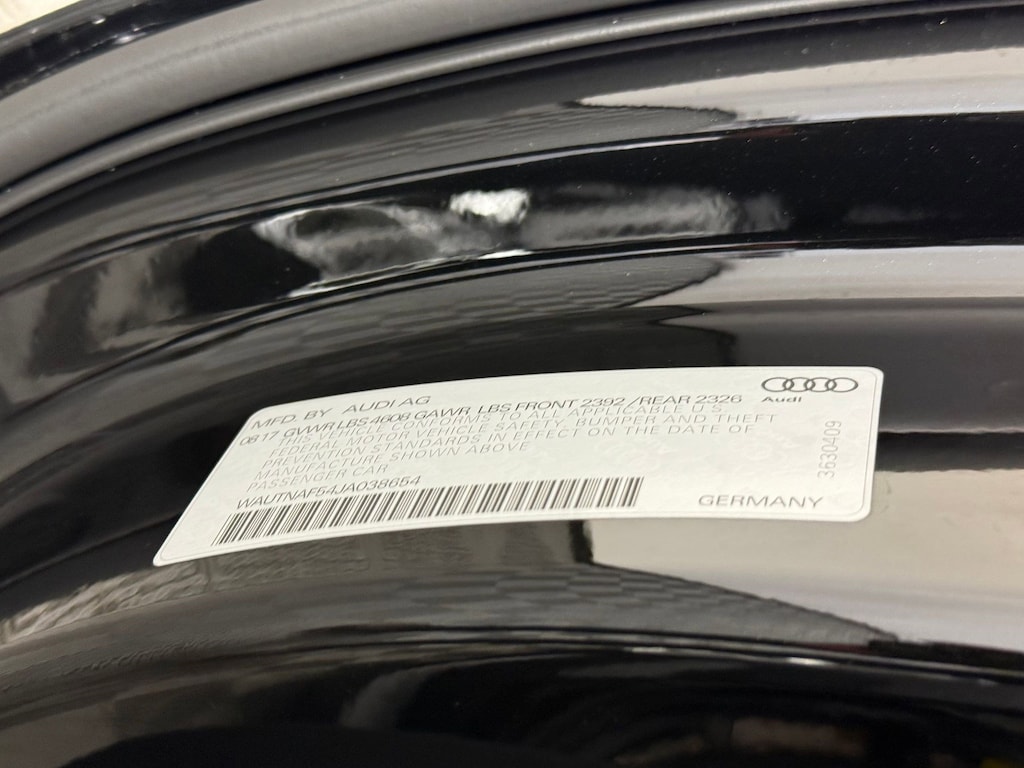 Audi
MFD. BY AUDI AG
08 17 GVWR LBS 4608 GAWR LBS FRONT 2392 /REAR 2326
THIS VEHICLE CONFORMS TO ALL APPLICABLE U.S.
FEDERAL MOTOR VEHICLE SAFETY, BUMPER AND THEFT
PREVENTION STANDARDS IN EFFECT ON THE DATE OF
MANUFACTURE SHOWN ABOVE
PASSENGER CAR
WAUTNAF54JA038654
GERMANY
3630409